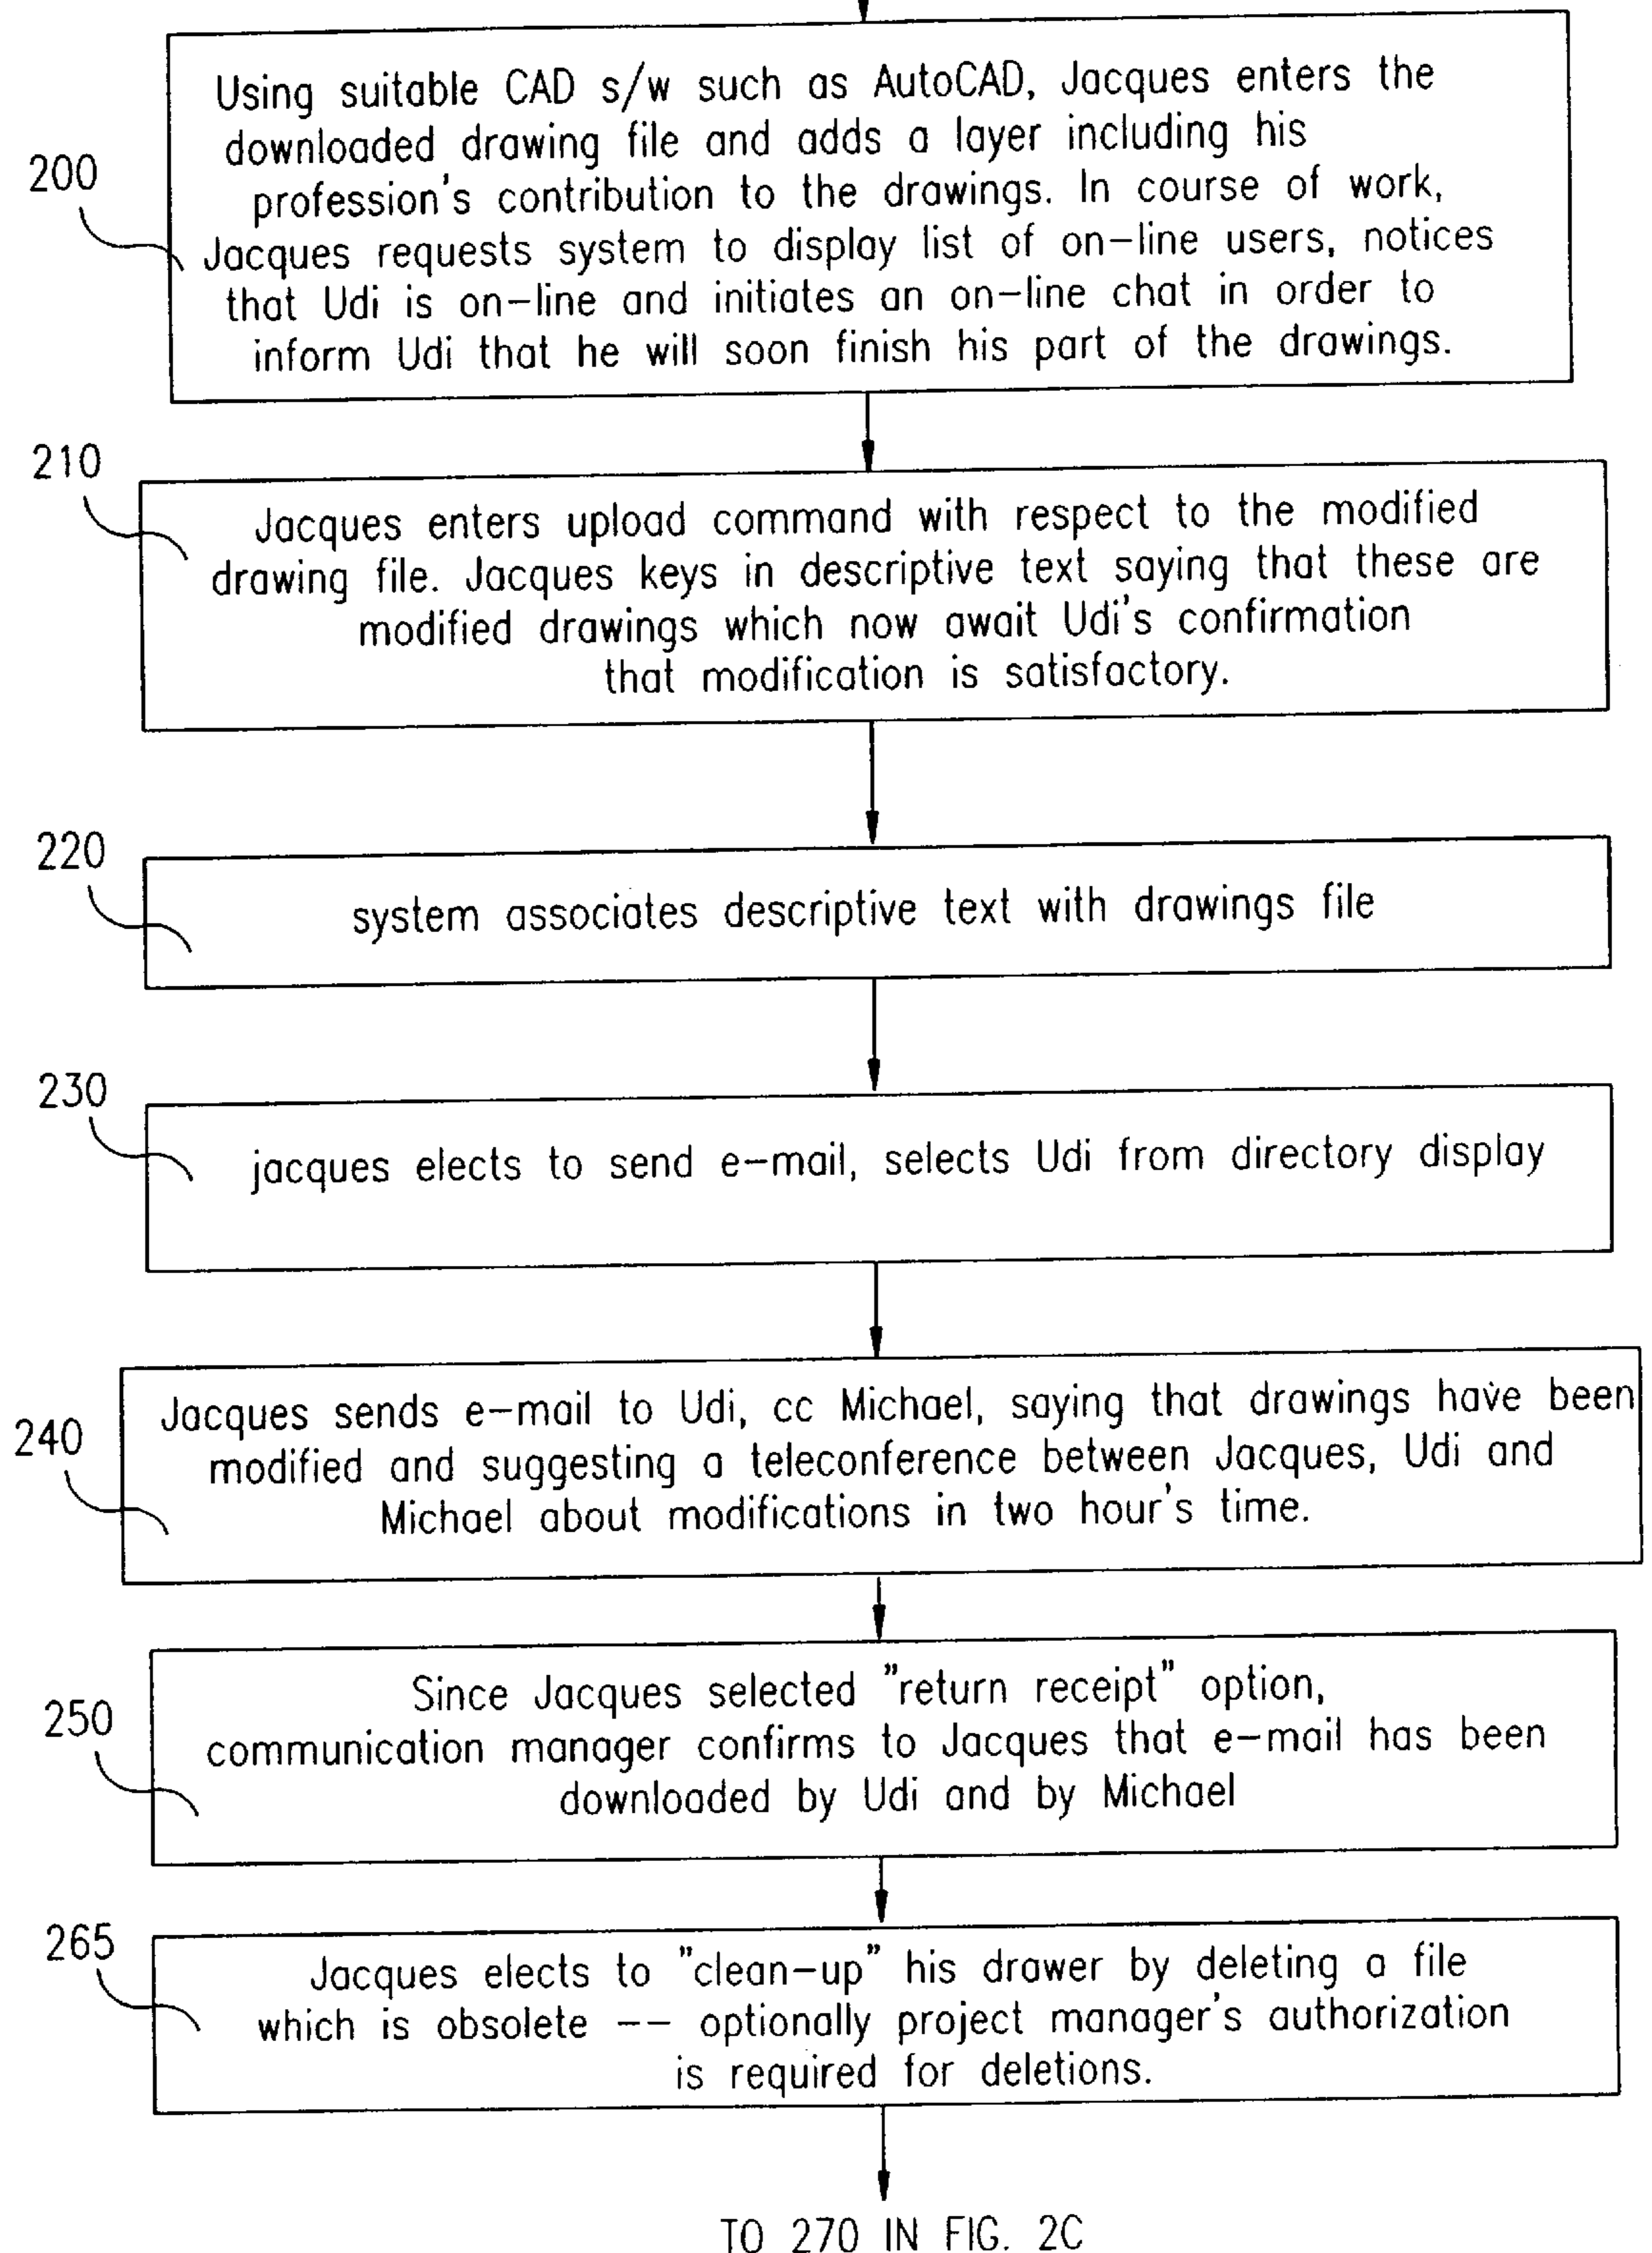 200
Using suitable CAD s/w such as AutoCAD, Jacques enters the
downloaded drawing file and adds a layer including his
profession's contribution to the drawings. In course of work,
Jacques requests system to display list of on-line users, notices
that Udi is on-line and initiates an on-line chat in order to
inform Udi that he will soon finish his part of the drawings.
210
Jacques enters upload command with respect to the modified
drawing file. Jacques keys in descriptive text saying that these are
modified drawings which now await Udi's confirmation
that modification is satisfactory.
220
system associates descriptive text with drawings file
230
jacques elects to send e-mail, selects Udi from directory display
240
Jacques sends e-mail to Udi, cc Michael, saying that drawings have been
modified and suggesting a teleconference between Jacques, Udi and
Michael about modifications in two hour's time.
250
Since Jacques selected "return receipt" option,
communication manager confirms to Jacques that e-mail has been
downloaded by Udi and by Michael
265
Jacques elects to "clean-up" his drawer by deleting a file
which is obsolete -- optionally project manager's authorization
is required for deletions.
TO 270 IN FIG. 2C